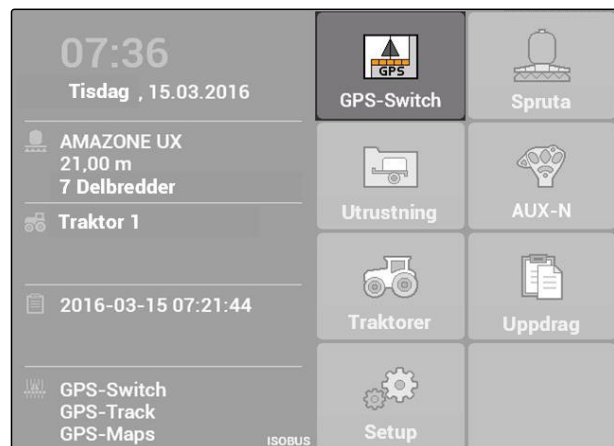 07:36
Tisdag , 15.03.2016
AMAZONE UX
21,00 m
7 Delbredder
Traktor 1
2016-03-15 07:21:44
GPS-Switch
GPS-Track
GPS-Maps
ISOBUS
GPS
GPS-Switch
Spruta
Utrustning
AUX-N
Traktorer
Uppdrag
Setup